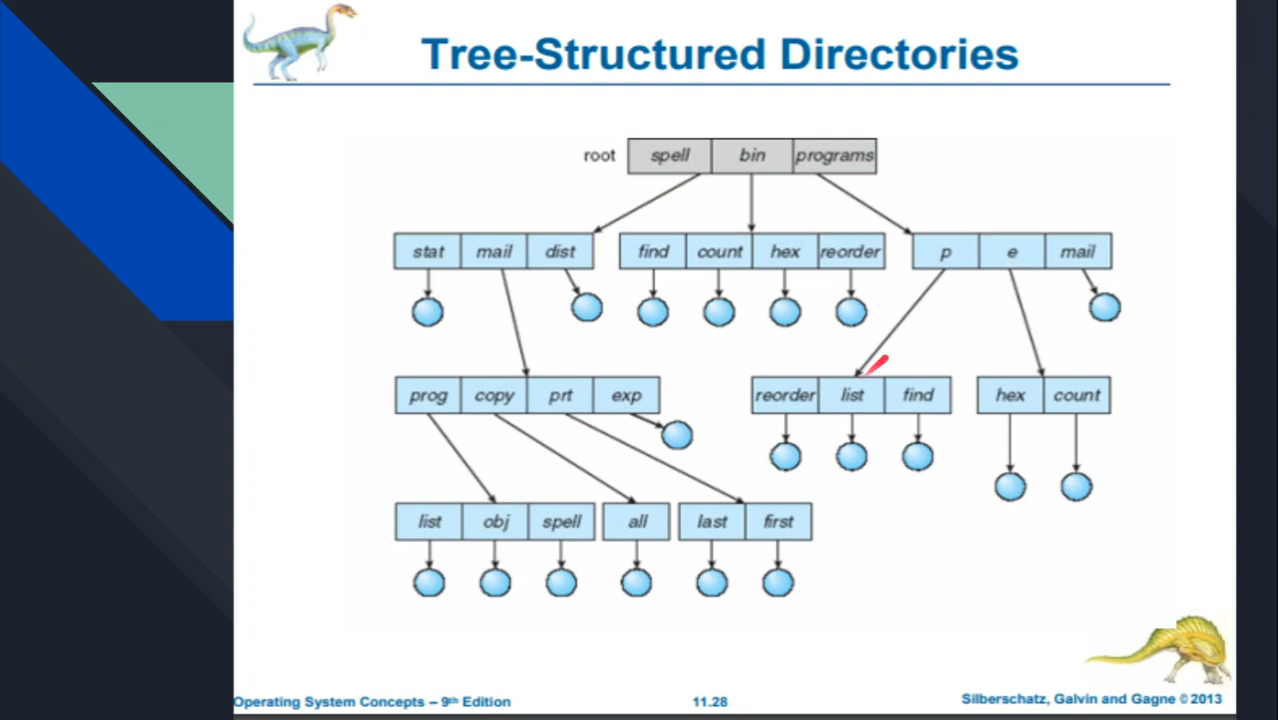 Tree-Structured Directories
root spell bin programs
stat mail dist find count hex reorder p e mail
prog copy prt exp reorder list find hex count
list obj spell all last first
Operating System Concepts – 9th Edition 11.28 Silberschatz, Galvin and Gagne © 2013